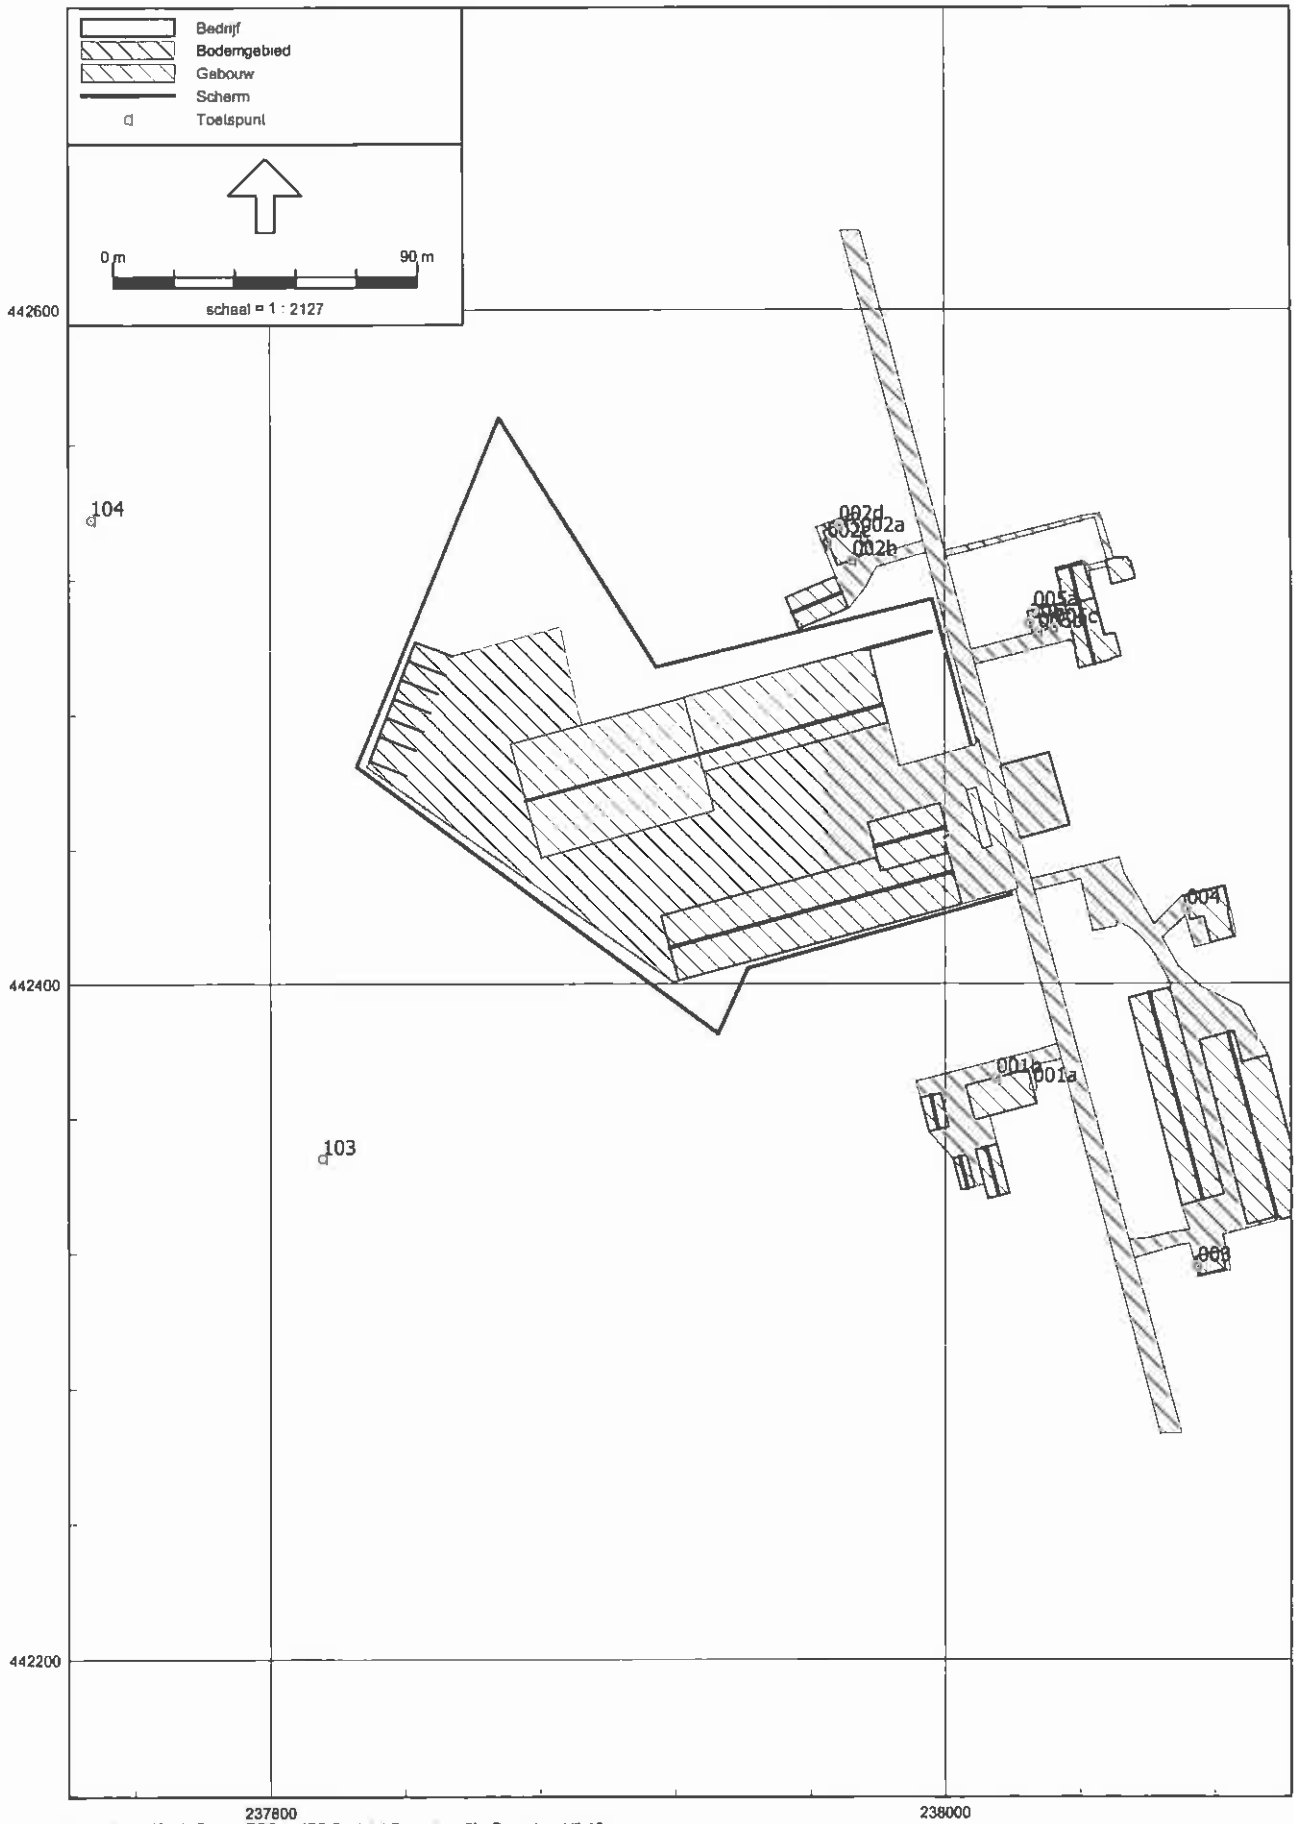 Bedrijf
Bodemgebied
Gebouw
Scherm
Toetspunt
0 m 90 m
schaal = 1 : 2127
442600
104
002d
002a
002c
002b
005a
005c
442400
004
001b
001a
103
003
442200
237800 238000